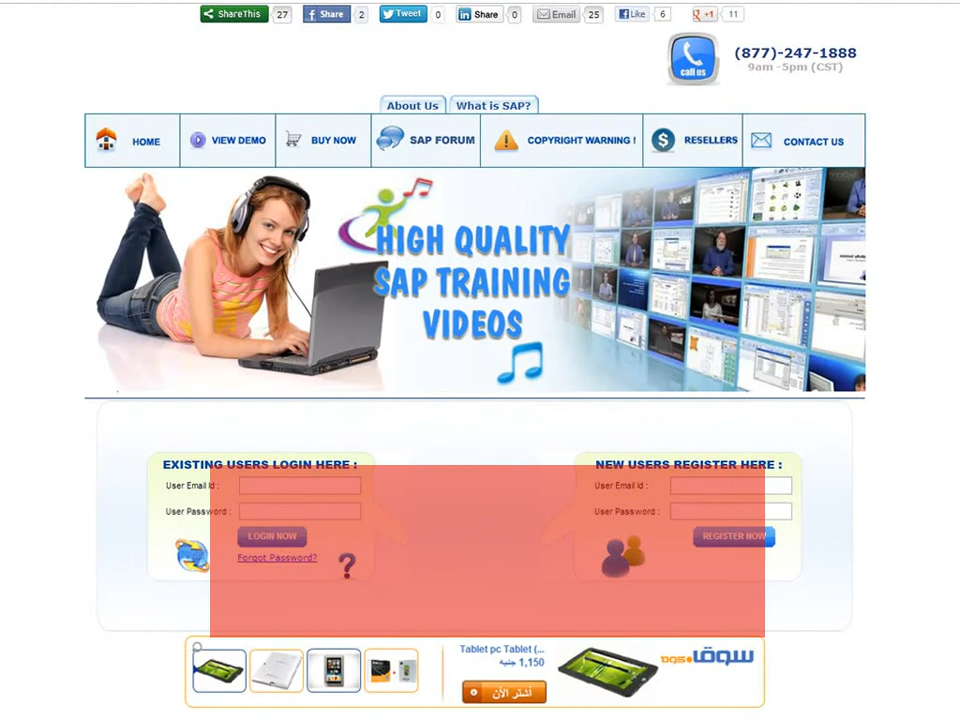 ShareThis 27 Share 2 Tweet 0 Share 0 Email 25 Like 6 +1 11
call us
(877)-247-1888
9am -5pm (CST)
About Us What is SAP?
HOME VIEW DEMO BUY NOW SAP FORUM COPYRIGHT WARNING ! RESELLERS CONTACT US
HIGH QUALITY
SAP TRAINING
VIDEOS
EXISTING USERS LOGIN HERE : NEW USERS REGISTER HERE :
User Email Id : User Email Id :
User Password : User Password :
LOGIN NOW REGISTER NOW
Forgot Password?
Tablet pc Tablet (...
1,150 جنيه
أشتر الآن
سوق.com